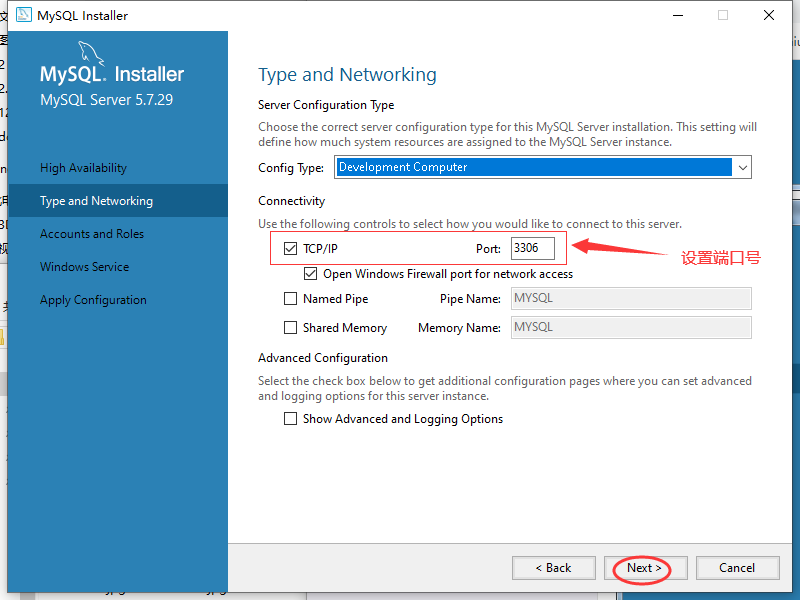 MySQL Installer
MySQL. Installer
MySQL Server 5.7.29
High Availability
Type and Networking
Accounts and Roles
Windows Service
Apply Configuration
Type and Networking
Server Configuration Type
Choose the correct server configuration type for this MySQL Server installation. This setting will
define how much system resources are assigned to the MySQL Server instance.
Config Type: Development Computer
Connectivity
Use the following controls to select how you would like to connect to this server.
TCP/IP Port: 3306
设置端口号
Open Windows Firewall port for network access
Named Pipe Pipe Name: MYSQL
Shared Memory Memory Name: MYSQL
Advanced Configuration
Select the check box below to get additional configuration pages where you can set advanced
and logging options for this server instance.
Show Advanced and Logging Options
< Back Next > Cancel